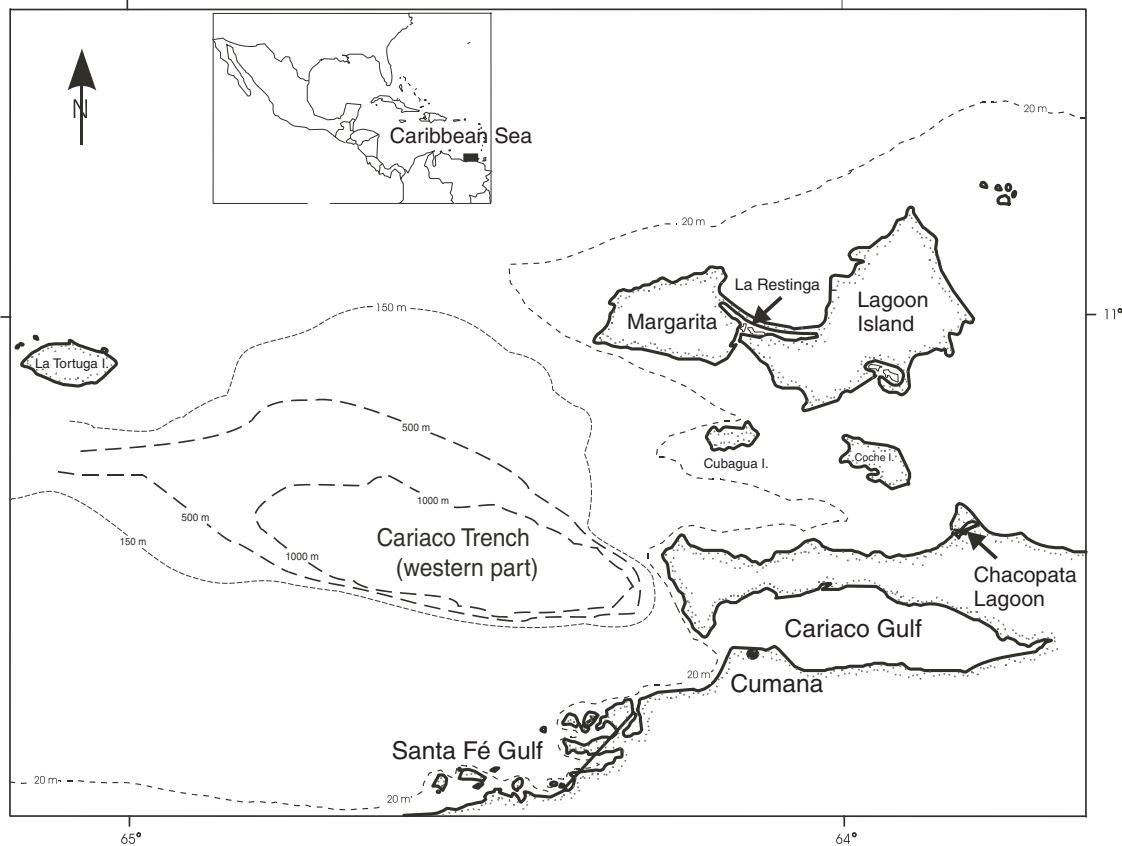 N
Caribbean Sea
20 m
20 m
La Restinga
150 m
Margarita
Lagoon
Island
11°
La Tortuga I.
500 m
Cubagua I.
Coche I.
1000 m
500 m
Cariaco Trench
(western part)
150 m
1000 m
Chacopata
Lagoon
Cariaco Gulf
20 m
Cumana
Santa Fé Gulf
20 m
20 m
65°
64°